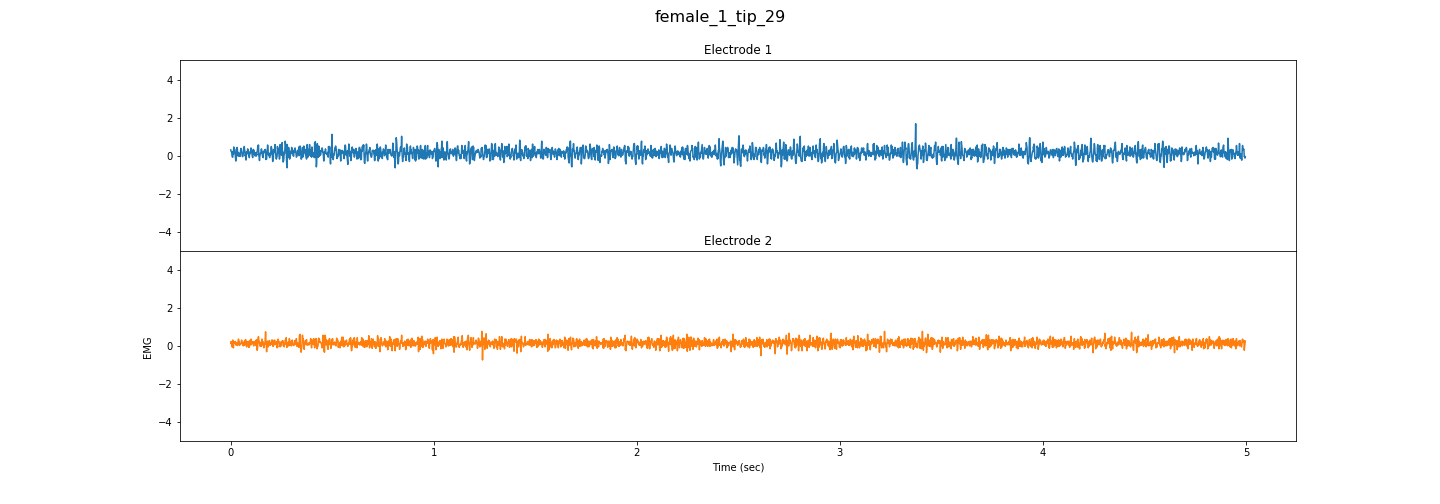 female_1_tip_29
Electrode 1
4
2
0
−2
−4
Electrode 2
4
2
0
−2
−4
EMG
0 1 2 3 4 5
Time (sec)